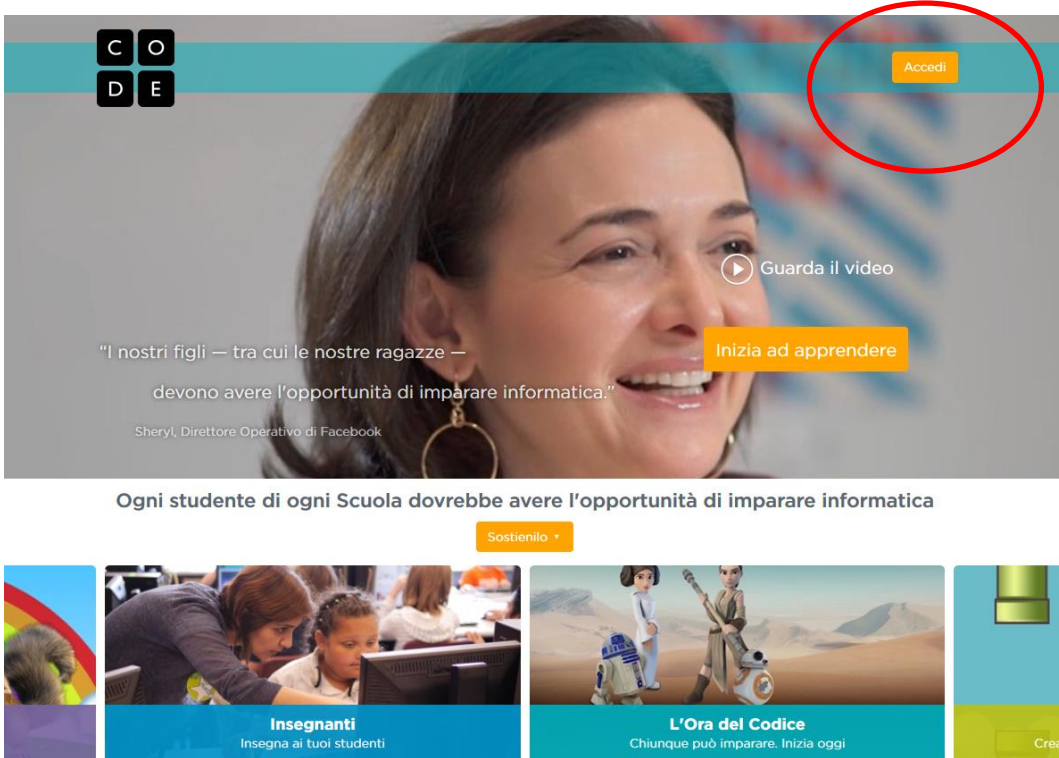 C O
D E
Accedi
Guarda il video
Inizia ad apprendere
“I nostri figli — tra cui le nostre ragazze —
devono avere l'opportunità di imparare informatica.”
Sheryl, Direttore Operativo di Facebook
Ogni studente di ogni Scuola dovrebbe avere l'opportunità di imparare informatica
Sostienilo
Insegnanti
Insegna ai tuoi studenti
L'Ora del Codice
Chiunque può imparare. Inizia oggi